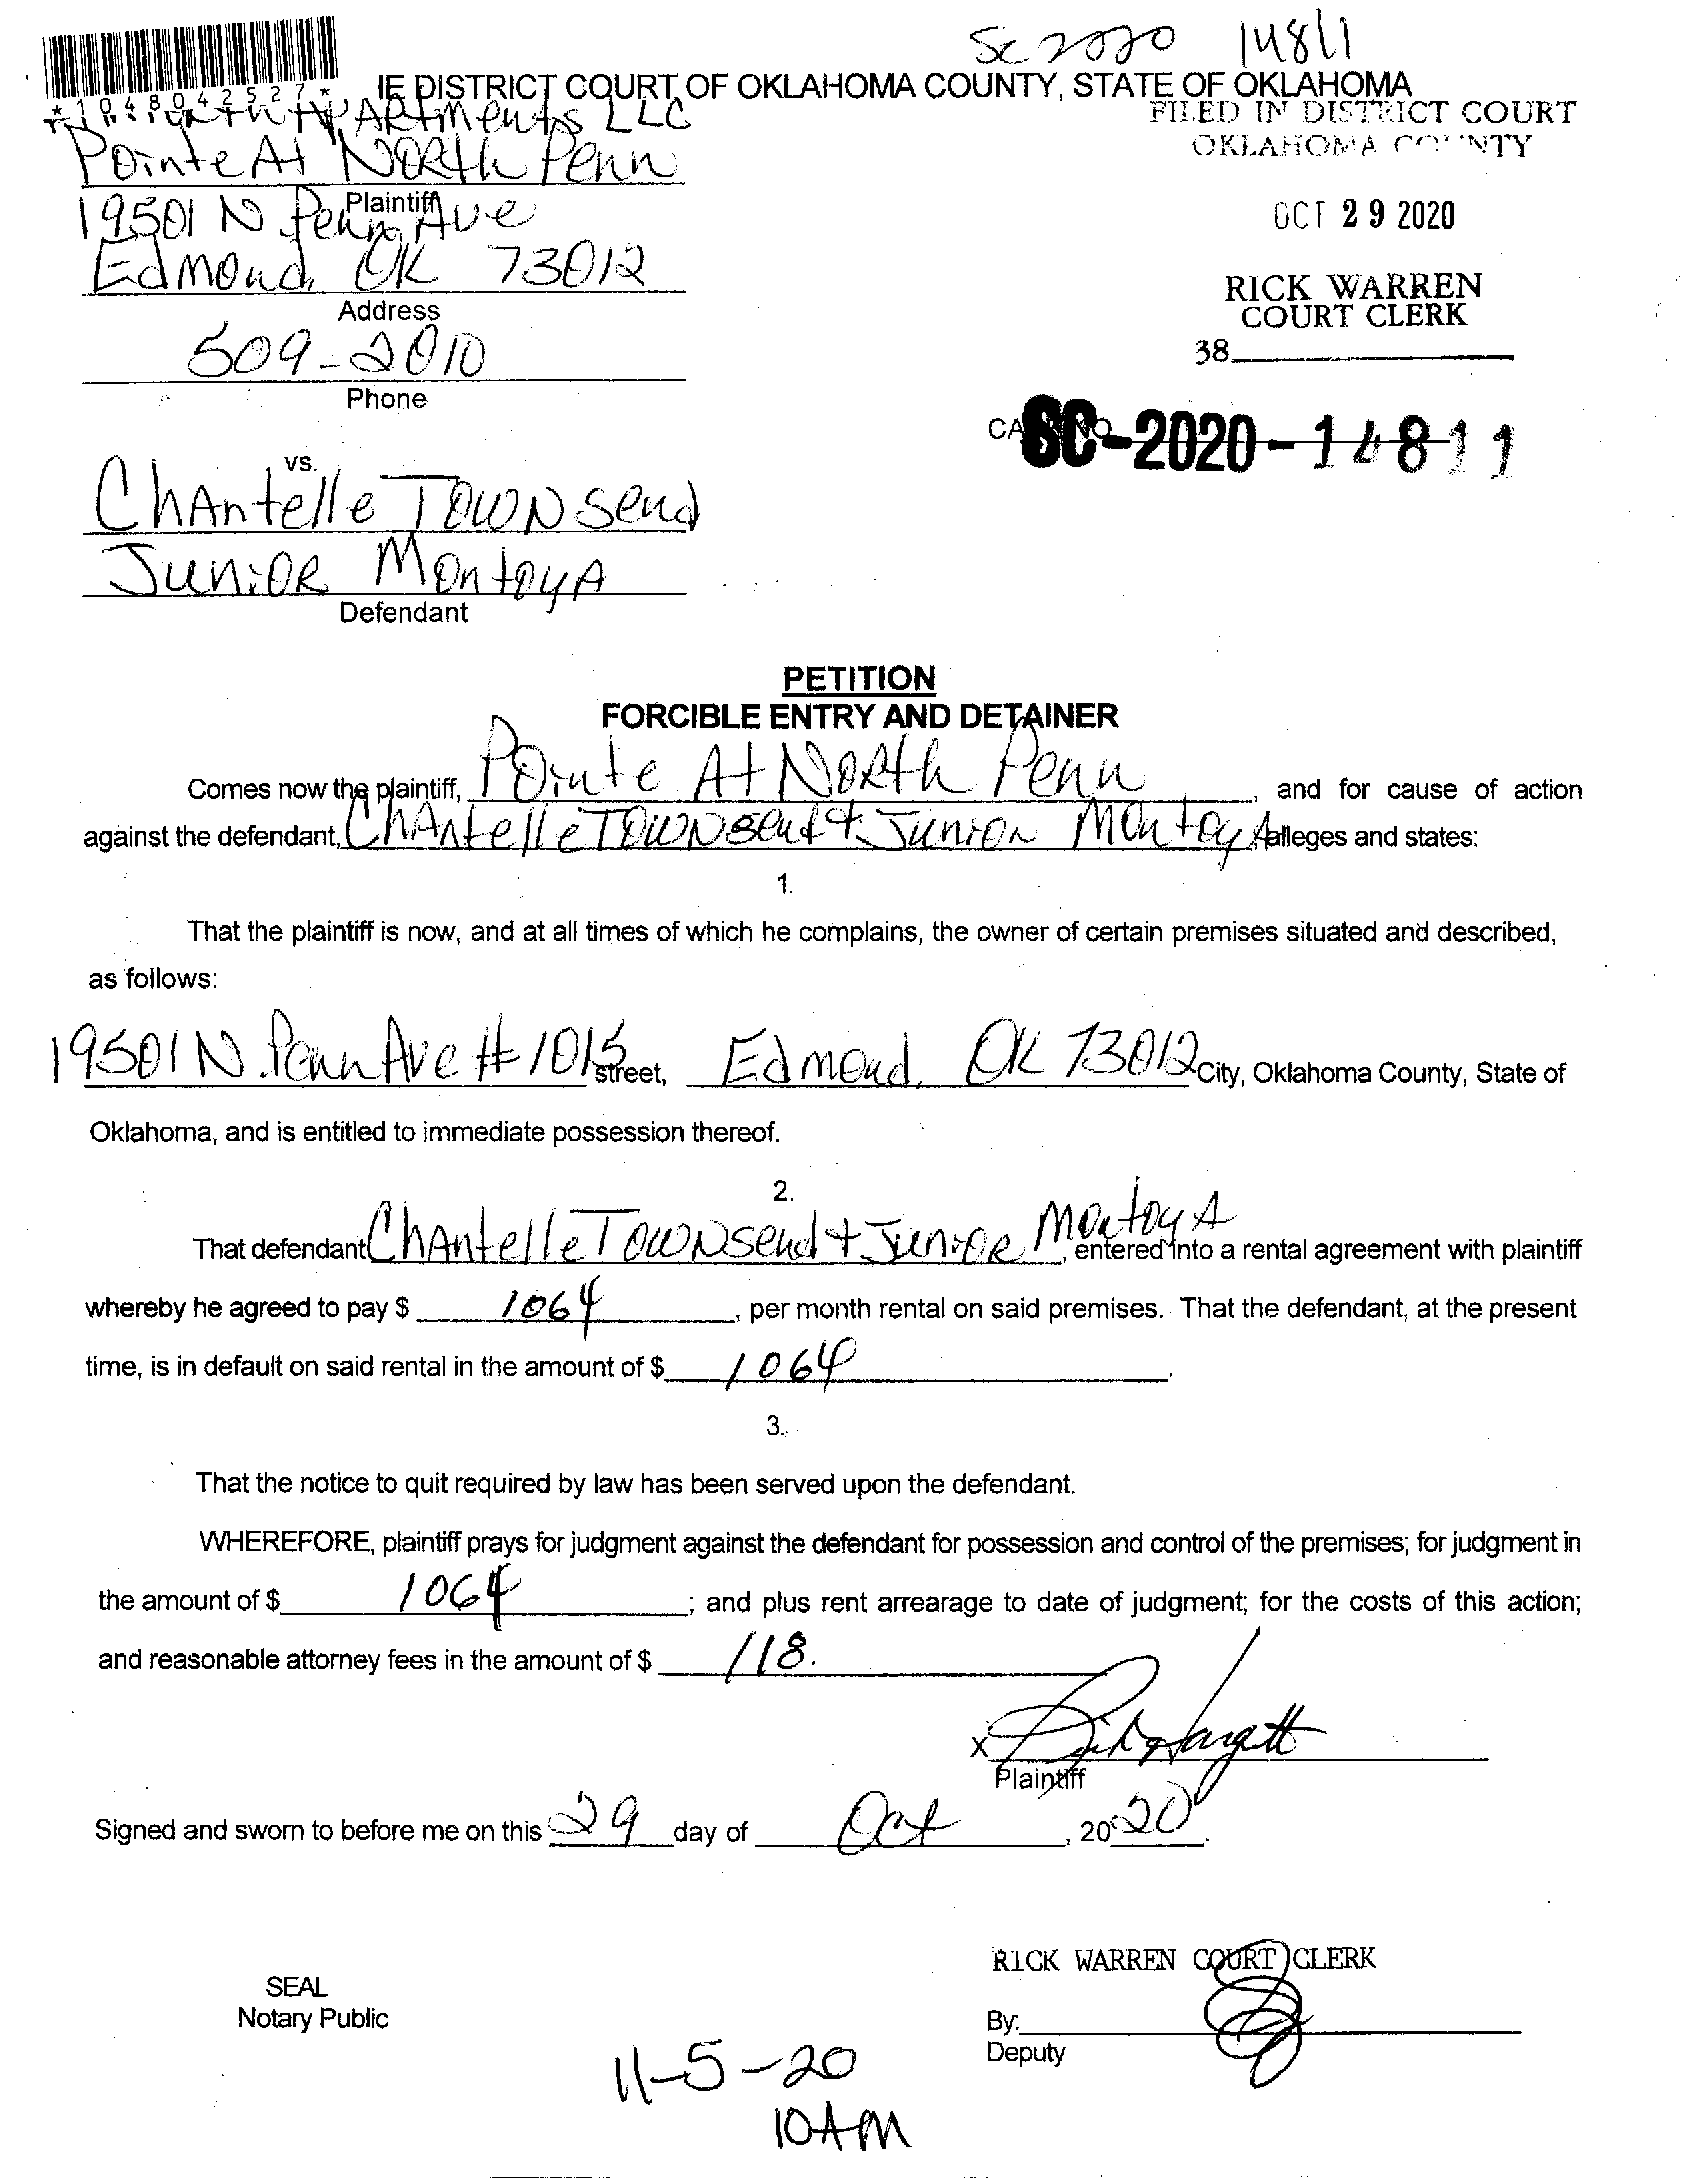 SC 2020 14811
*1048042527*
IE DISTRICT COURT OF OKLAHOMA COUNTY, STATE OF OKLAHOMA
Apartments LLC
Pointe At North Penn
Plaintiff
19501 N Penn Ave
Edmond, OK 73012
Address
509-2010
Phone
FILED IN DISTRICT COURT
OKLAHOMA COUNTY
OCT 29 2020
RICK WARREN
COURT CLERK
38
SC-2020-14811
vs.
Chantelle Townsend
Junior Montoya
Defendant
PETITION
FORCIBLE ENTRY AND DETAINER
Comes now the plaintiff, Pointe At North Penn, and for cause of action
against the defendant, Chantelle Townsend & Junior Montoya alleges and states:
1.
That the plaintiff is now, and at all times of which he complains, the owner of certain premises situated and described,
as follows:
19501 N. Penn Ave # 1015 street, Edmond, OK 73012 City, Oklahoma County, State of
Oklahoma, and is entitled to immediate possession thereof.
2.
That defendant Chantelle Townsend + Junior Montoya, entered into a rental agreement with plaintiff
whereby he agreed to pay $ 1064, per month rental on said premises. That the defendant, at the present
time, is in default on said rental in the amount of $ 1064.
3.
That the notice to quit required by law has been served upon the defendant.
WHEREFORE, plaintiff prays for judgment against the defendant for possession and control of the premises; for judgment in
the amount of $ 1064; and plus rent arrearage to date of judgment; for the costs of this action;
and reasonable attorney fees in the amount of $ 118.
X
Plaintiff
Signed and sworn to before me on this 29 day of Oct, 2020.
RICK WARREN COURT CLERK
SEAL
Notary Public
By:
Deputy
11-5-20
10AM